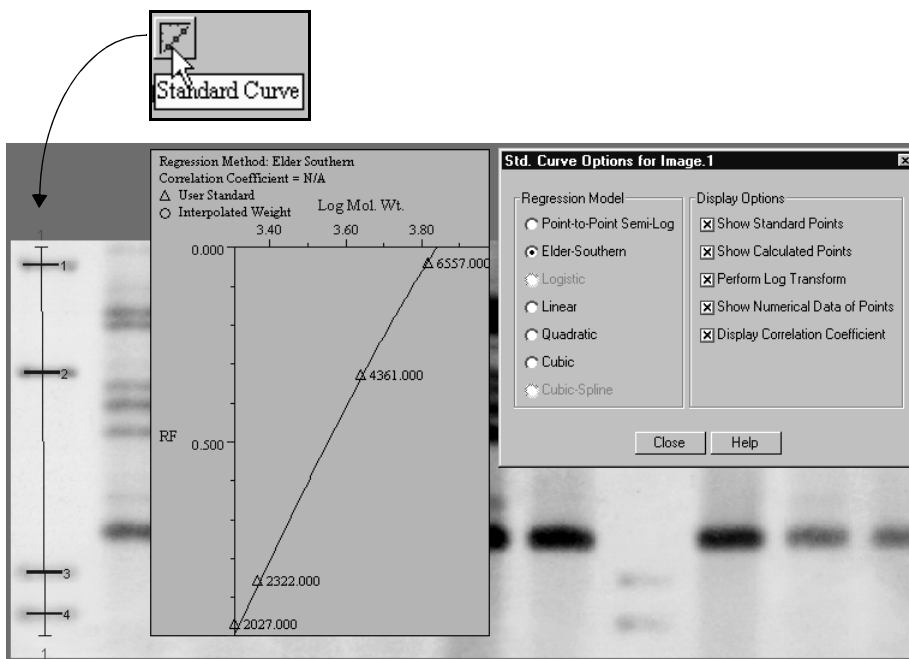 Standard Curve
1
1
2
3
4
1
Regression Method: Elder Southern
Correlation Coefficient = N/A
△ User Standard
○ Interpolated Weight
Log Mol. Wt.
3.40 3.60 3.80
0.000
6557.000
4361.000
RF 0.500
2322.000
2027.000
Std. Curve Options for Image.1
Regression Model
Point-to-Point Semi-Log
Elder-Southern
Logistic
Linear
Quadratic
Cubic
Cubic-Spline
Display Options
Show Standard Points
Show Calculated Points
Perform Log Transform
Show Numerical Data of Points
Display Correlation Coefficient
Close Help